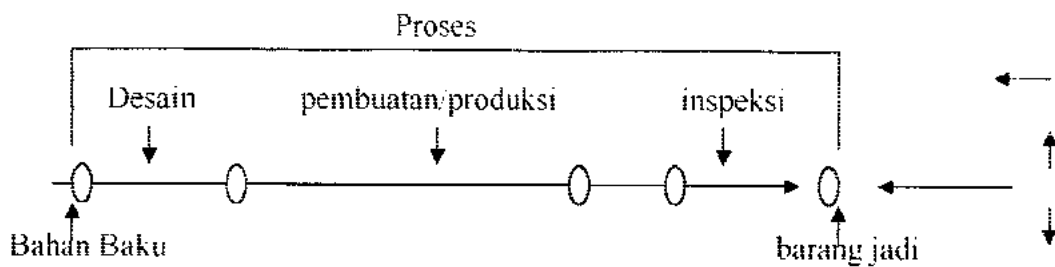 Proses
Desain pembuatan/produksi inspeksi
Bahan Baku barang jadi